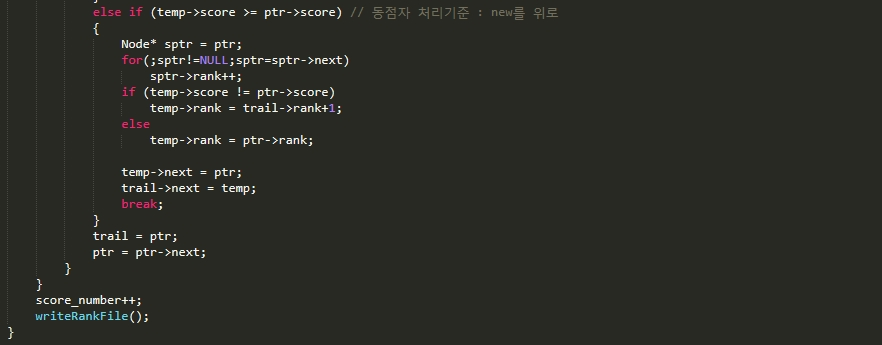 else if (temp->score >= ptr->score) // 동점자 처리기준 : new를 위로
{
Node* sptr = ptr;
for(;sptr!=NULL;sptr=sptr->next)
sptr->rank++;
if (temp->score != ptr->score)
temp->rank = trail->rank+1;
else
temp->rank = ptr->rank;
temp->next = ptr;
trail->next = temp;
break;
}
trail = ptr;
ptr = ptr->next;
}
}
score_number++;
writeRankFile();
}